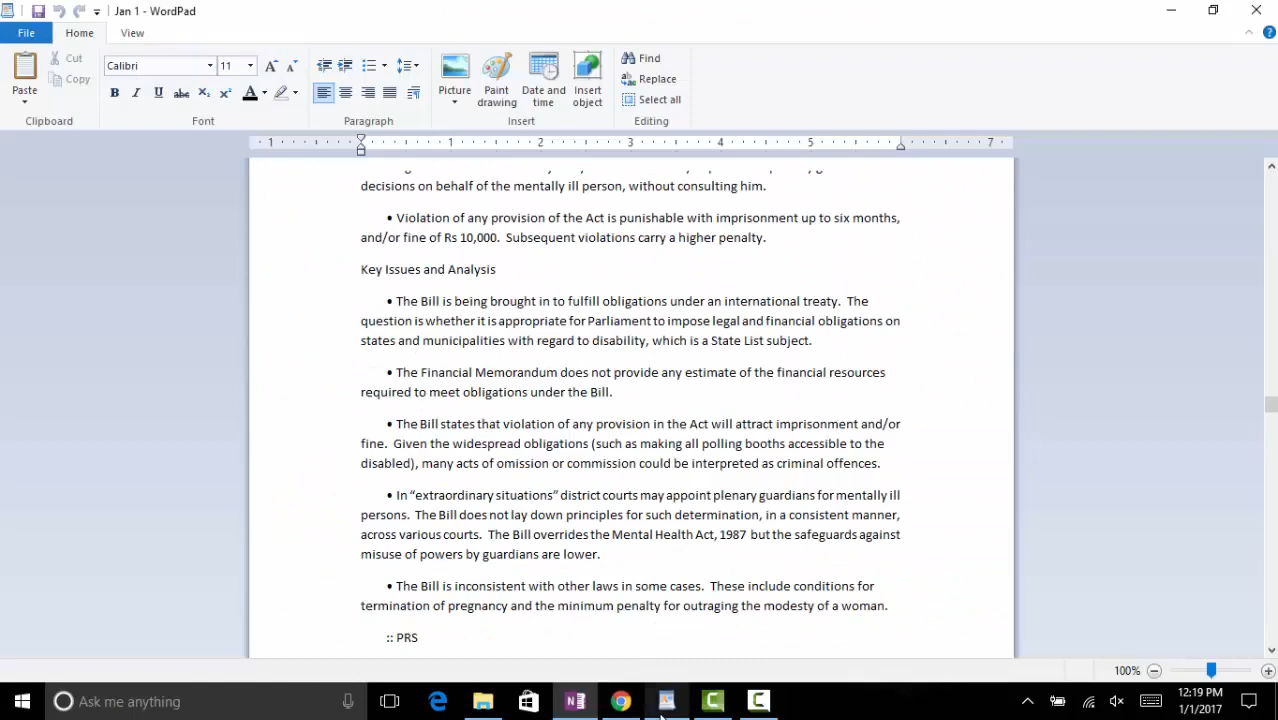 Jan 1 - WordPad
File Home View
Paste
Cut
Copy
Clipboard
Calibri 11
B I U abc X₂ X² A
Font
Paragraph
Picture
Paint drawing
Date and time
Insert object
Insert
Find
Replace
Select all
Editing
1 1 2 3 4 5 7
decisions on behalf of the mentally ill person, without consulting him.
• Violation of any provision of the Act is punishable with imprisonment up to six months,
and/or fine of Rs 10,000. Subsequent violations carry a higher penalty.
Key Issues and Analysis
• The Bill is being brought in to fulfill obligations under an international treaty. The
question is whether it is appropriate for Parliament to impose legal and financial obligations on
states and municipalities with regard to disability, which is a State List subject.
• The Financial Memorandum does not provide any estimate of the financial resources
required to meet obligations under the Bill.
• The Bill states that violation of any provision in the Act will attract imprisonment and/or
fine. Given the widespread obligations (such as making all polling booths accessible to the
disabled), many acts of omission or commission could be interpreted as criminal offences.
• In “extraordinary situations” district courts may appoint plenary guardians for mentally ill
persons. The Bill does not lay down principles for such determination, in a consistent manner,
across various courts. The Bill overrides the Mental Health Act, 1987 but the safeguards against
misuse of powers by guardians are lower.
• The Bill is inconsistent with other laws in some cases. These include conditions for
termination of pregnancy and the minimum penalty for outraging the modesty of a woman.
:: PRS
100%
Ask me anything
12:19 PM
1/1/2017